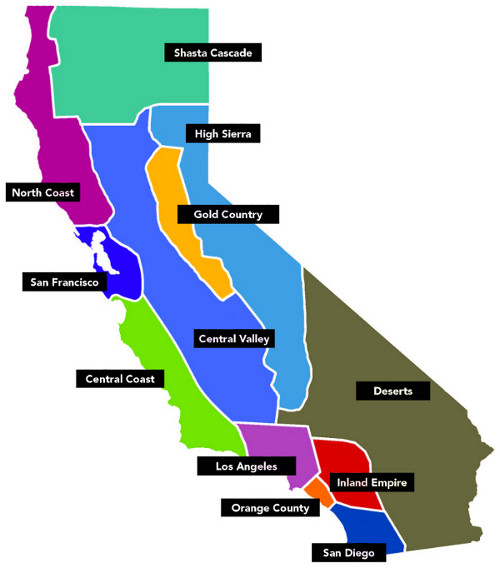 Shasta Cascade
High Sierra
North Coast
Gold Country
San Francisco
Central Valley
Central Coast
Deserts
Los Angeles
Inland Empire
Orange County
San Diego